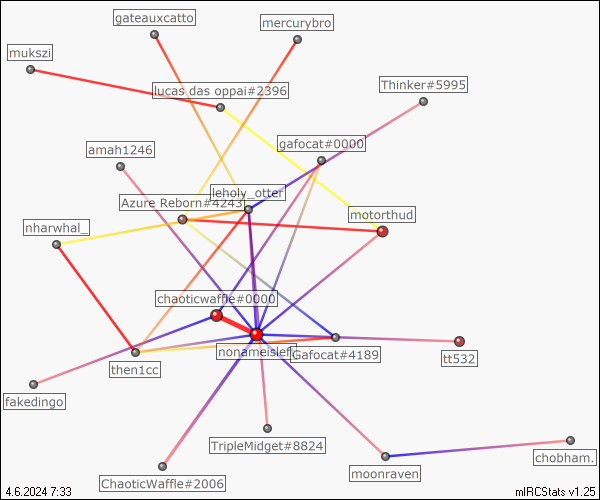 gateauxcatto
mercurybro
mukszi
lucas das oppai#2396
Thinker#5995
gafocat#0000
amah1246
leholy_otter
Azure Reborn#4243
motorthud
nharwhal_
chaoticwaffle#0000
nonameisleft
Gafocat#4189
tt532
then1cc
fakedingo
TripleMidget#8824
chobham.
moonraven
ChaoticWaffle#2006
4.6.2024 7:33
mIRCStats v1.25